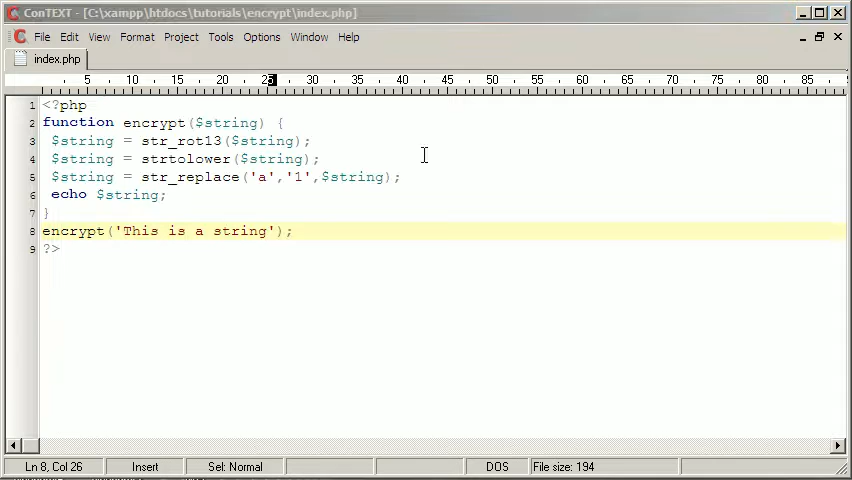 ConTEXT - [C:\xampp\htdocs\tutorials\encrypt\index.php]
File Edit View Format Project Tools Options Window Help
index.php
5 10 15 20 25 30 35 40 45 50 55 60 65 70 75 80 85
1 <?php
2 function encrypt($string) {
3 $string = str_rot13($string);
4 $string = strtolower($string);
5 $string = str_replace('a','1',$string);
6 echo $string;
7 }
8 encrypt('This is a string');
9 ?>
Ln 8, Col 26 Insert Sel: Normal DOS File size: 194